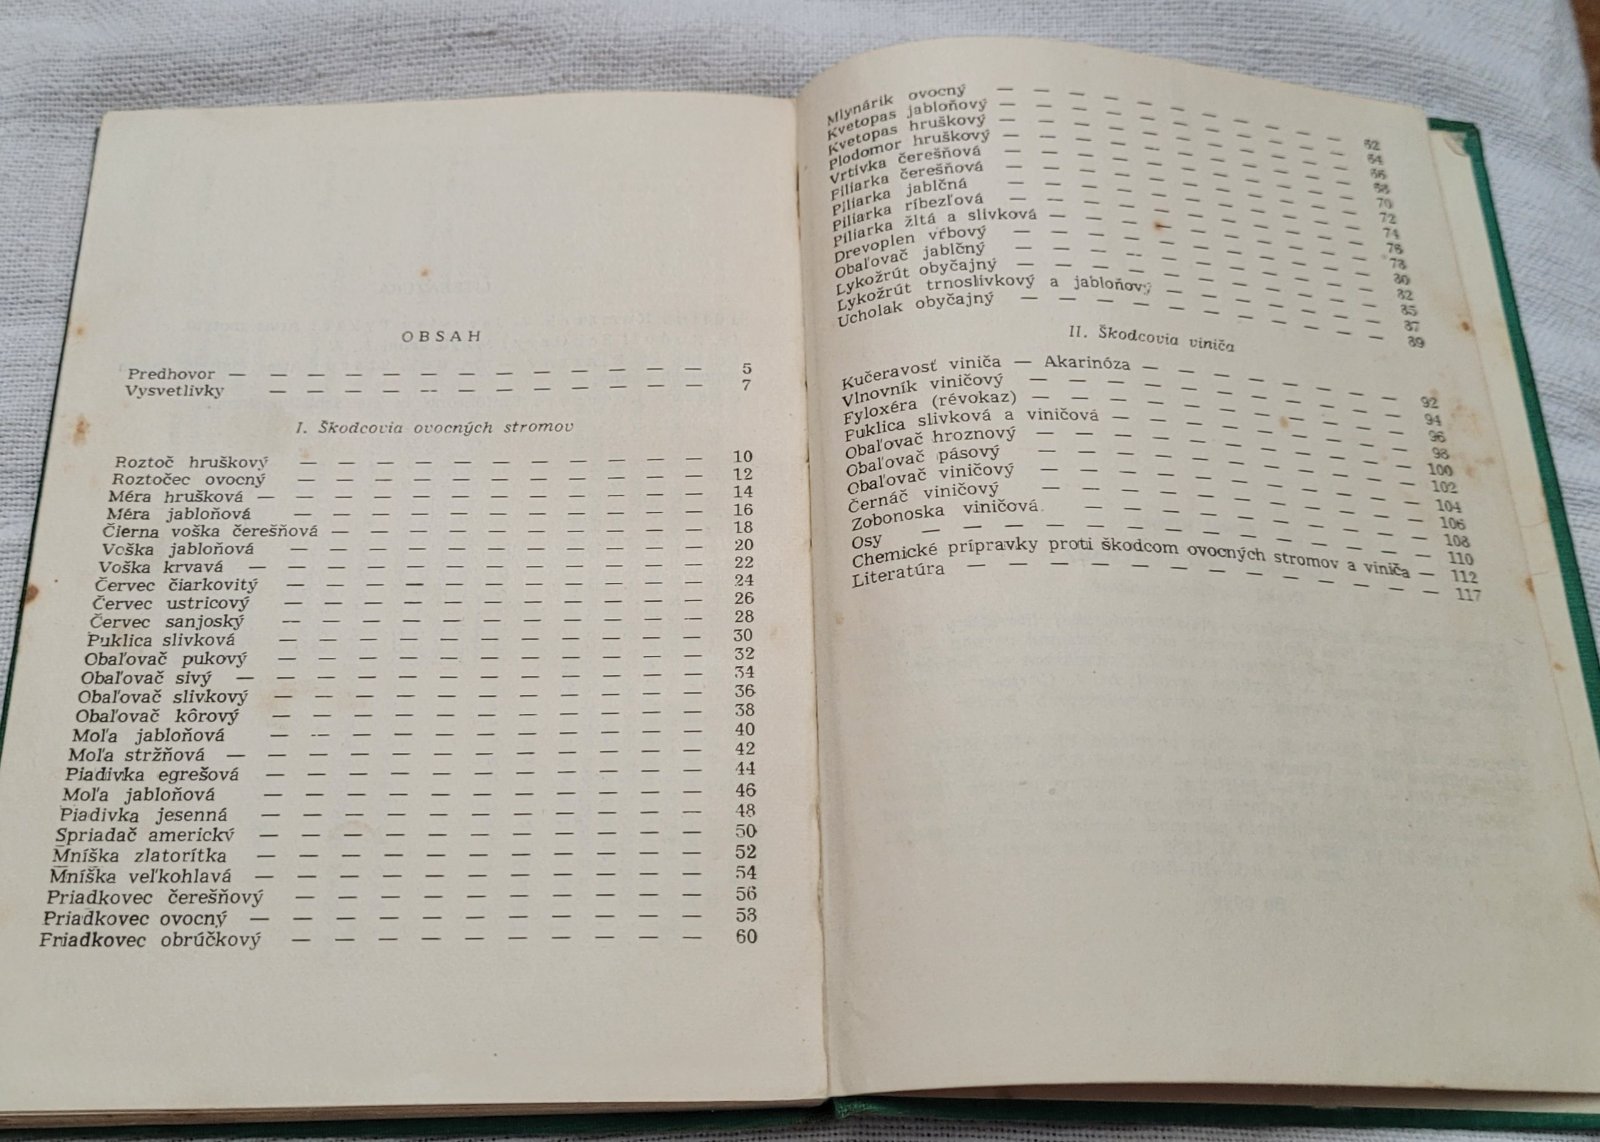 OBSAH
Predhovor — — — — — — — — — — — — 5
Vysvetlivky — — — — — — — — — — — — 7
I. Škodcovia ovocných stromov
Roztoč hruškový — — — — — — — — — — — 10
Roztočec ovocný — — — — — — — — — — — 12
Méra hrušková — — — — — — — — — — — — 14
Méra jabloňová — — — — — — — — — — — 16
Čierna voška čerešňová — — — — — — — — — — 18
Voška jabloňová — — — — — — — — — — — 20
Voška krvavá — — — — — — — — — — — — 22
Červec čiarkovitý — — — — — — — — — — — 24
Červec ustricový — — — — — — — — — — — 26
Červec sanjoský — — — — — — — — — — — 28
Puklica slivková — — — — — — — — — — — 30
Obaľovač pukový — — — — — — — — — — — 32
Obaľovač sivý — — — — — — — — — — — — 34
Obaľovač slivkový — — — — — — — — — — — 36
Obaľovač kôrový — — — — — — — — — — — 38
Moľa jabloňová — — — — — — — — — — — 40
Moľa stržňová — — — — — — — — — — — — 42
Piadivka egrešová — — — — — — — — — — — 44
Moľa jabloňová — — — — — — — — — — — 46
Piadivka jesenná — — — — — — — — — — — 48
Spriadač americký — — — — — — — — — — — 50
Mníška zlatorítka — — — — — — — — — — — 52
Mníška veľkohlavá — — — — — — — — — — — 54
Priadkovec čerešňový — — — — — — — — — — 56
Priadkovec ovocný — — — — — — — — — — — 58
Priadkovec obrúčkový — — — — — — — — — — 60
Mlynárik ovocný — — — — — — — — — — 62
Kvetopas jabloňový — — — — — — — — — — 64
Kvetopas hruškový — — — — — — — — — — 66
Plodomor hruškový — — — — — — — — — — 68
Vrtivka čerešňová — — — — — — — — — — 70
Piliarka čerešňová — — — — — — — — — — 72
Piliarka jablčná — — — — — — — — — — 74
Piliarka ríbezľová — — — — — — — — — — 76
Piliarka žltá a slivková — — — — — — — — — 78
Drevoplen vŕbový — — — — — — — — — — 80
Obaľovač jablčný — — — — — — — — — — 82
Lykožrút obyčajný — — — — — — — — — — 85
Lykožrút trnoslivkový a jabloňový — — — — — — 87
Ucholak obyčajný — — — — — — — — — — 89
II. Škodcovia viniča
Kučeravosť viniča — Akarinóza — — — — — — — 92
Vlnovník viničový — — — — — — — — — — 94
Fyloxéra (révokaz) — — — — — — — — — — 96
Puklica slivková a viničová — — — — — — — — 98
Obaľovač hroznový — — — — — — — — — — 100
Obaľovač pásový — — — — — — — — — — 102
Obaľovač viničový — — — — — — — — — — 104
Černáč viničový — — — — — — — — — — 106
Zobonoska viničová — — — — — — — — — 108
Osy — — — — — — — — — — — — — 110
Chemické prípravky proti škodcom ovocných stromov a viniča — 112
Literatúra — — — — — — — — — — — — 117